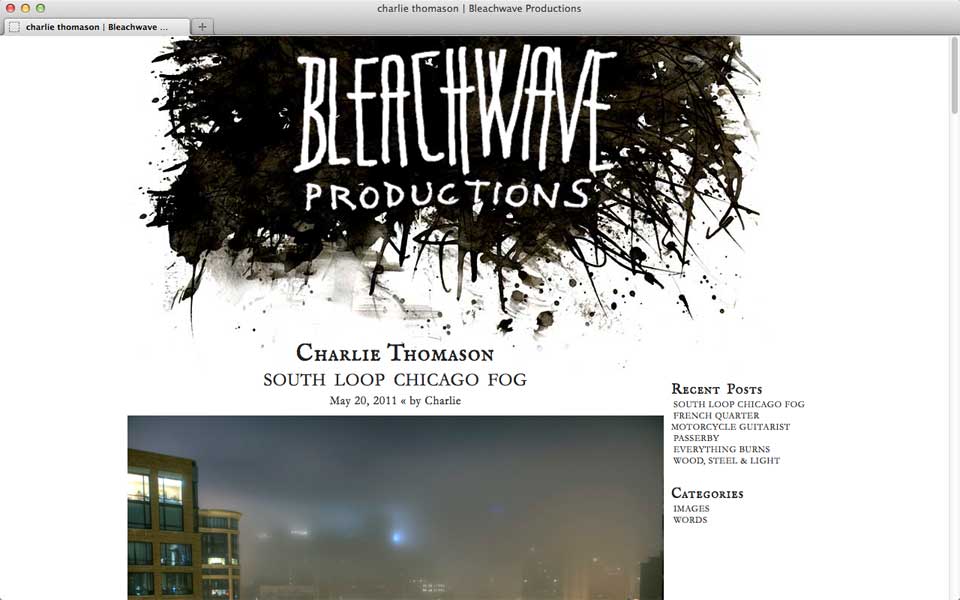 charlie thomason | Bleachwave Productions
charlie thomason | Bleachwave ...
BLEACHWAVE
PRODUCTIONS
Charlie Thomason
SOUTH LOOP CHICAGO FOG
May 20, 2011 « by Charlie
Recent Posts
SOUTH LOOP CHICAGO FOG
FRENCH QUARTER
MOTORCYCLE GUITARIST
PASSERBY
EVERYTHING BURNS
WOOD, STEEL & LIGHT
Categories
IMAGES
WORDS